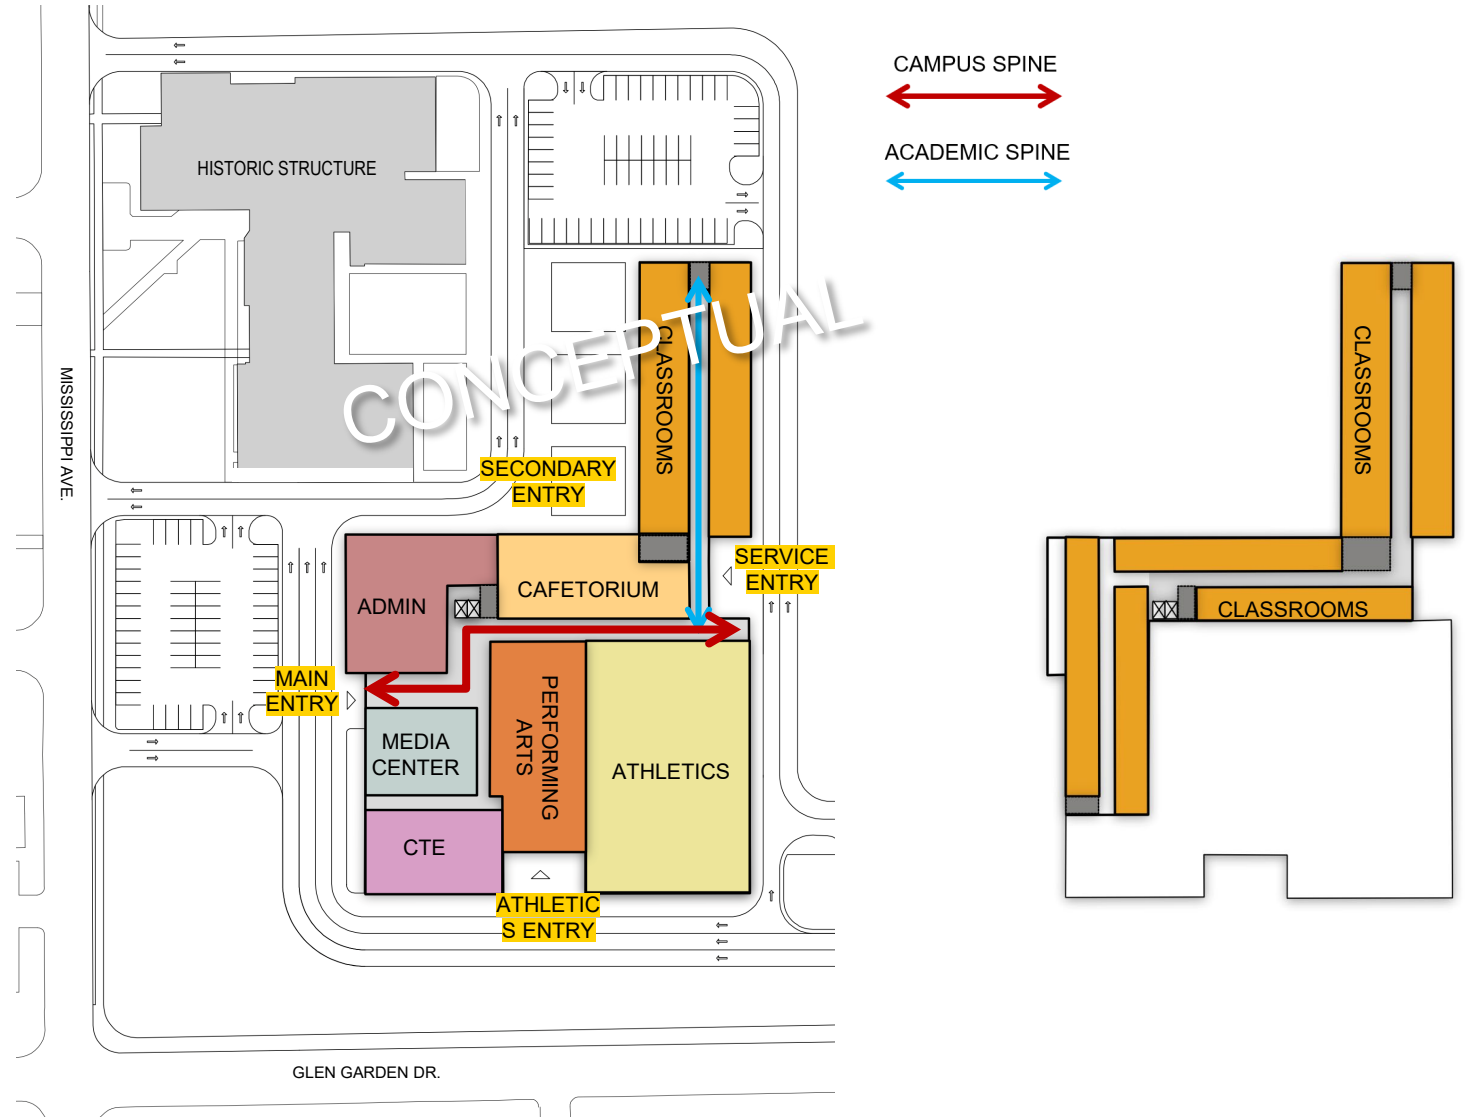 CAMPUS SPINE
ACADEMIC SPINE
HISTORIC STRUCTURE
CONCEPTUAL
CLASSROOMS
CLASSROOMS
MISSISSIPPI AVE.
SECONDARY
ENTRY
SERVICE
ENTRY
CAFETORIUM
ADMIN
CLASSROOMS
MAIN
ENTRY
PERFORMING
ARTS
MEDIA
CENTER
ATHLETICS
CTE
ATHLETIC
S ENTRY
GLEN GARDEN DR.